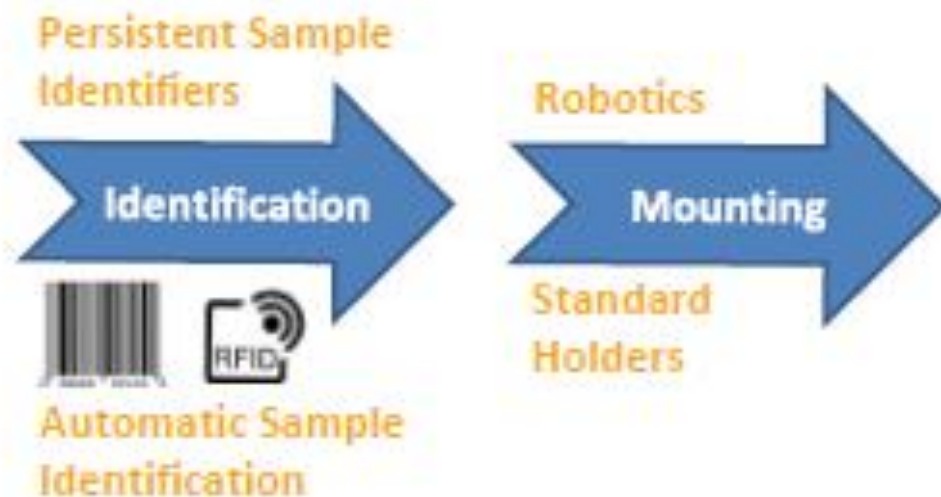 Persistent Sample
Identifiers
Identification
RFID
Automatic Sample
Identification
Robotics
Mounting
Standard
Holders